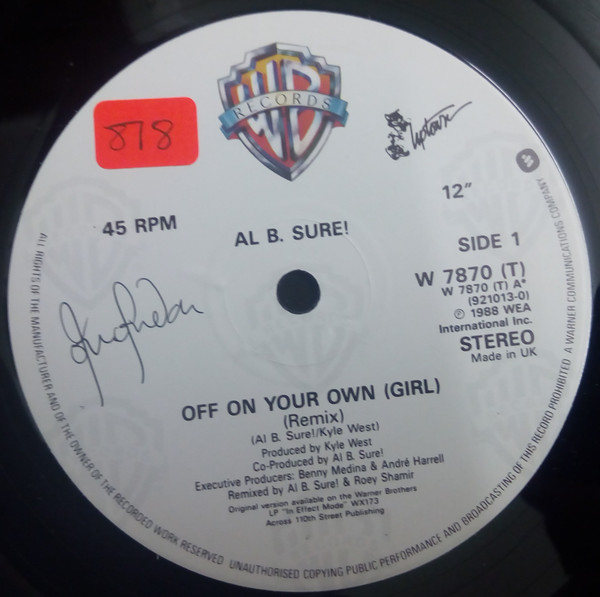 WB
RECORDS
878
Uptown
12"
45 RPM
AL B. SURE!
SIDE 1
W 7870 (T)
W 7870 (T) A*
(921013-0)
℗ 1988 WEA
International Inc.
STEREO
Made in UK
OFF ON YOUR OWN (GIRL)
(Remix)
(Al B. Sure!/Kyle West)
Produced by Kyle West
Co-Produced by Al B. Sure!
Executive Producers: Benny Medina & André Harrell
Remixed by Al B. Sure! & Roey Shamir
Original version available on the Warner Brothers
LP "In Effect Mode" WX173
Across 110th Street Publishing
ALL RIGHTS OF THE MANUFACTURER AND OF THE OWNER OF THE RECORDED WORK RESERVED UNAUTHORISED COPYING PUBLIC PERFORMANCE AND BROADCASTING OF THIS RECORD PROHIBITED A WARNER COMMUNICATIONS COMPANY